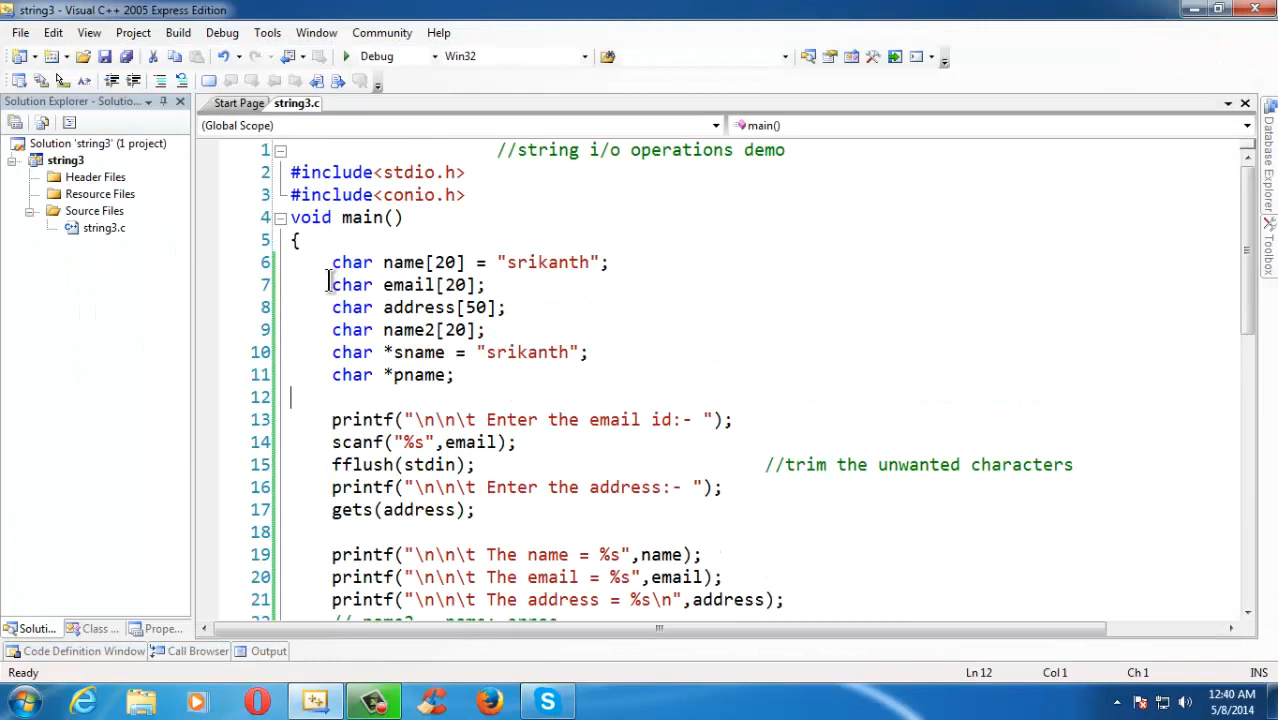 string3 - Visual C++ 2005 Express Edition
File Edit View Project Build Debug Tools Window Community Help
Debug Win32
Solution Explorer - Solutio...
Start Page string3.c
(Global Scope) main()
Solution 'string3' (1 project)
string3
Header Files
Resource Files
Source Files
string3.c
1 //string i/o operations demo
2 #include<stdio.h>
3 #include<conio.h>
4 void main()
5 {
6 char name[20] = "srikanth";
7 char email[20];
8 char address[50];
9 char name2[20];
10 char *sname = "srikanth";
11 char *pname;
12
13 printf("\n\n\t Enter the email id:- ");
14 scanf("%s",email);
15 fflush(stdin); //trim the unwanted characters
16 printf("\n\n\t Enter the address:- ");
17 gets(address);
18
19 printf("\n\n\t The name = %s",name);
20 printf("\n\n\t The email = %s",email);
21 printf("\n\n\t The address = %s\n",address);
Database Explorer
Toolbox
Soluti... Class ... Prope...
Code Definition Window Call Browser Output
Ready Ln 12 Col 1 Ch 1 INS
12:40 AM
5/8/2014